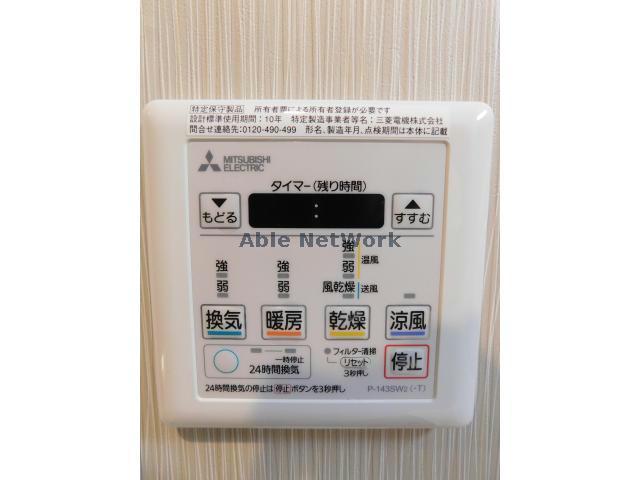 特定保守製品 所有者票による所有者登録が必要です
設計標準使用期間：10年 特定製造事業者等名：三菱電機株式会社
問合せ連絡先：0120-490-499 形名、製造年月、点検期間は本体に記載
MITSUBISHI
ELECTRIC
タイマー(残り時間)
▼ もどる
▲ すすむ
Able NetWork
強 弱
強 弱
強 弱 温風
風乾燥 送風
換気 暖房 乾燥 涼風
一時停止
24時間換気
フィルター清掃
リセット
3秒押し
停止
24時間換気の停止は停止ボタンを3秒押し
P-143SW2(-T)